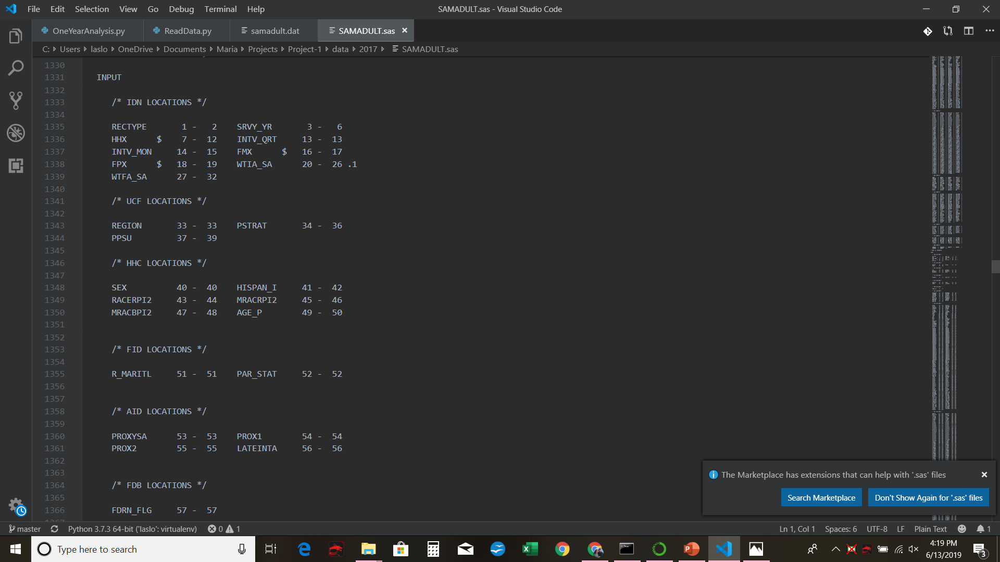 File Edit Selection View Go Debug Terminal Help SAMADULT.sas - Visual Studio Code
OneYearAnalysis.py ReadData.py samadult.dat SAMADULT.sas
C: Users laslo OneDrive Documents Maria Projects Project-1 data 2017 SAMADULT.sas
1330
1331 INPUT
1332
1333 /* IDN LOCATIONS */
1334
1335 RECTYPE 1 - 2 SRVY_YR 3 - 6
1336 HHX $ 7 - 12 INTV_QRT 13 - 13
1337 INTV_MON 14 - 15 FMX $ 16 - 17
1338 FPX $ 18 - 19 WTIA_SA 20 - 26 .1
1339 WTFA_SA 27 - 32
1340
1341 /* UCF LOCATIONS */
1342
1343 REGION 33 - 33 PSTRAT 34 - 36
1344 PPSU 37 - 39
1345
1346 /* HHC LOCATIONS */
1347
1348 SEX 40 - 40 HISPAN_I 41 - 42
1349 RACERPI2 43 - 44 MRACRPI2 45 - 46
1350 MRACBPI2 47 - 48 AGE_P 49 - 50
1351
1352
1353 /* FID LOCATIONS */
1354
1355 R_MARITL 51 - 51 PAR_STAT 52 - 52
1356
1357
1358 /* AID LOCATIONS */
1359
1360 PROXYSA 53 - 53 PROX1 54 - 54
1361 PROX2 55 - 55 LATEINTA 56 - 56
1362
1363
1364 /* FDB LOCATIONS */
1365
1366 FDRN_FLG 57 - 57
The Marketplace has extensions that can help with '.sas' files
Search Marketplace Don't Show Again for '.sas' files
master Python 3.7.3 64-bit ('laslo': virtualenv) 0 1 Ln 1, Col 1 Spaces: 6 UTF-8 LF Plain Text 1
Type here to search
4:19 PM
6/13/2019
3